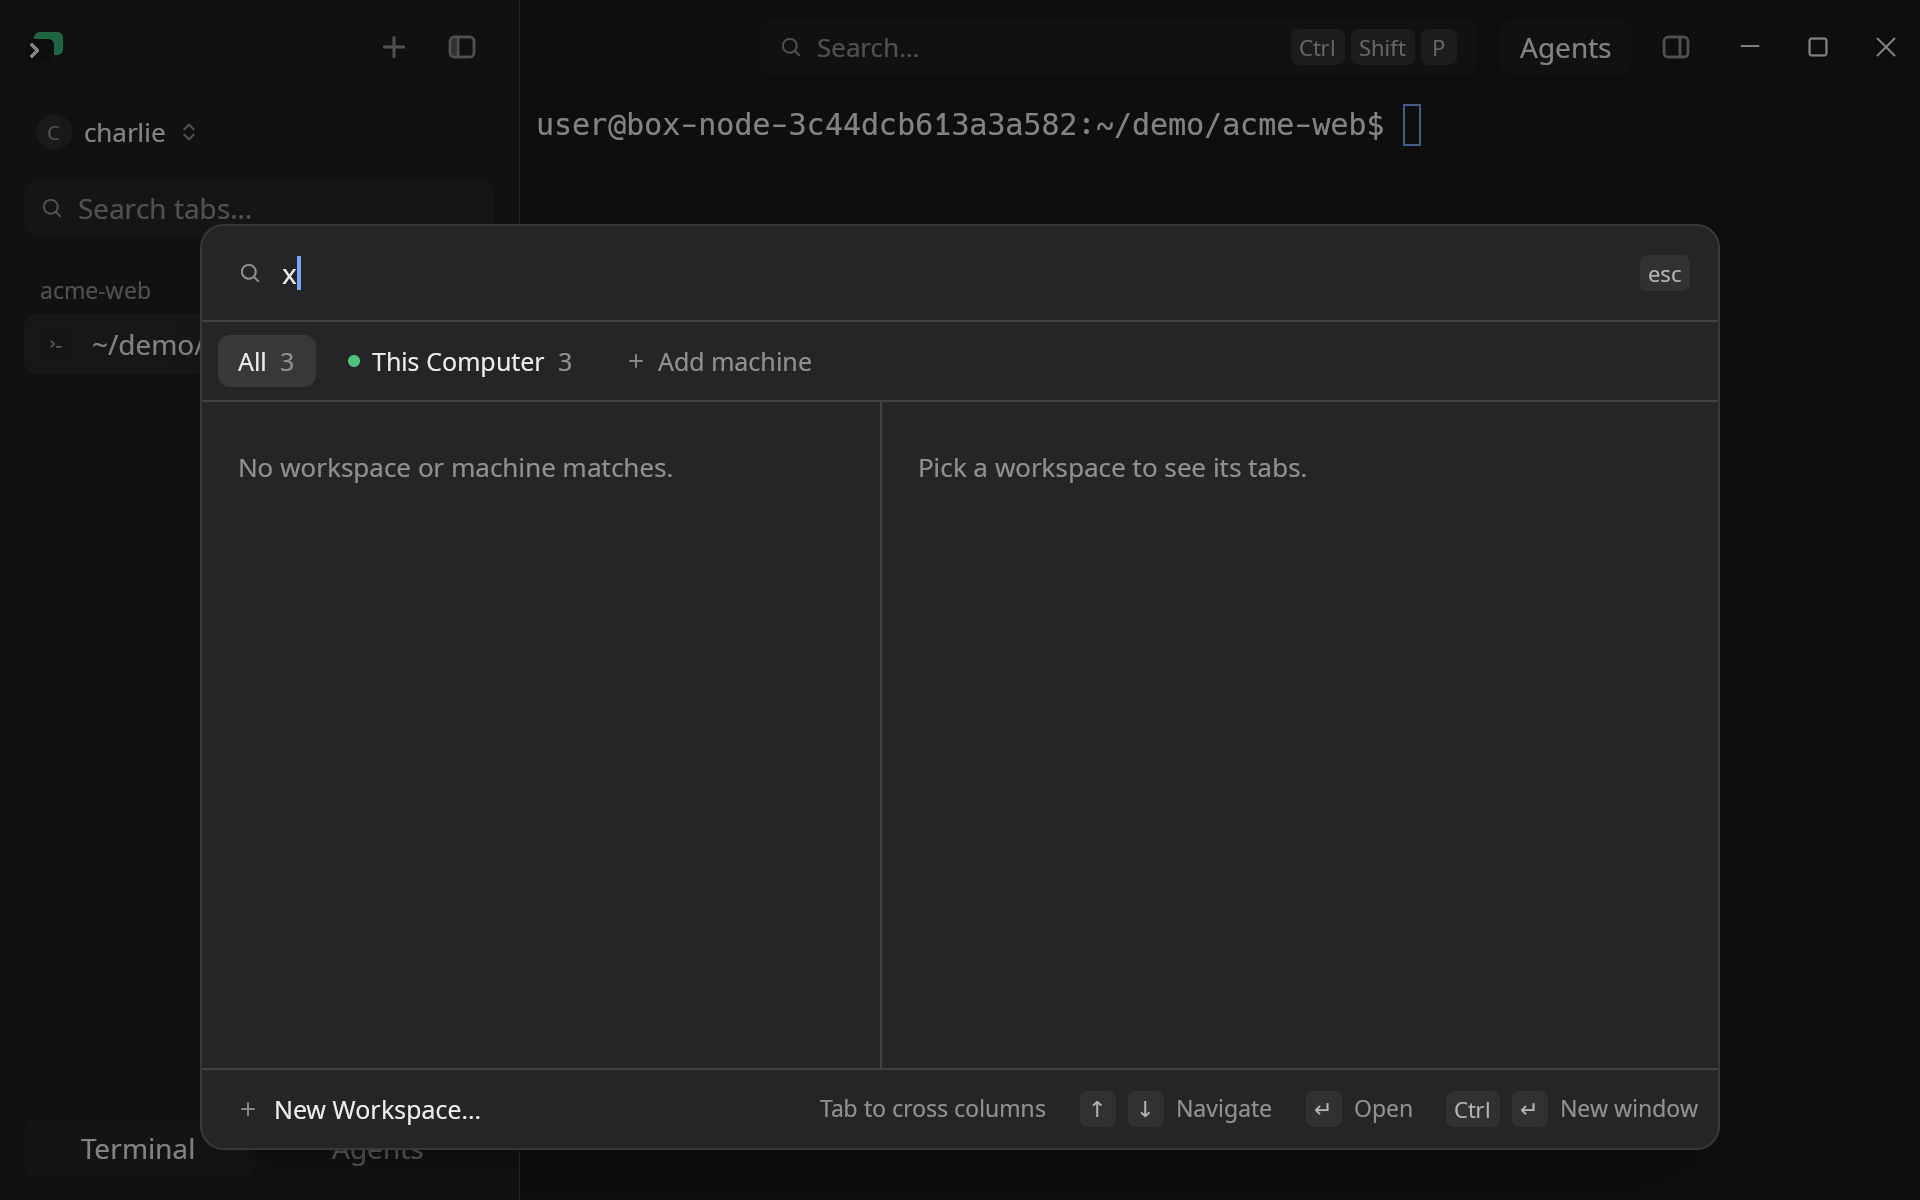 Search...
Ctrl Shift P
Agents
C charlie
user@box-node-3c44dcb613a3a582:~/demo/acme-web$
Search tabs...
x
esc
acme-web
~/demo/
All 3
This Computer 3
+ Add machine
No workspace or machine matches.
Pick a workspace to see its tabs.
+ New Workspace...
Tab to cross columns
↑ ↓ Navigate
↵ Open
Ctrl ↵ New window
Terminal
Agents